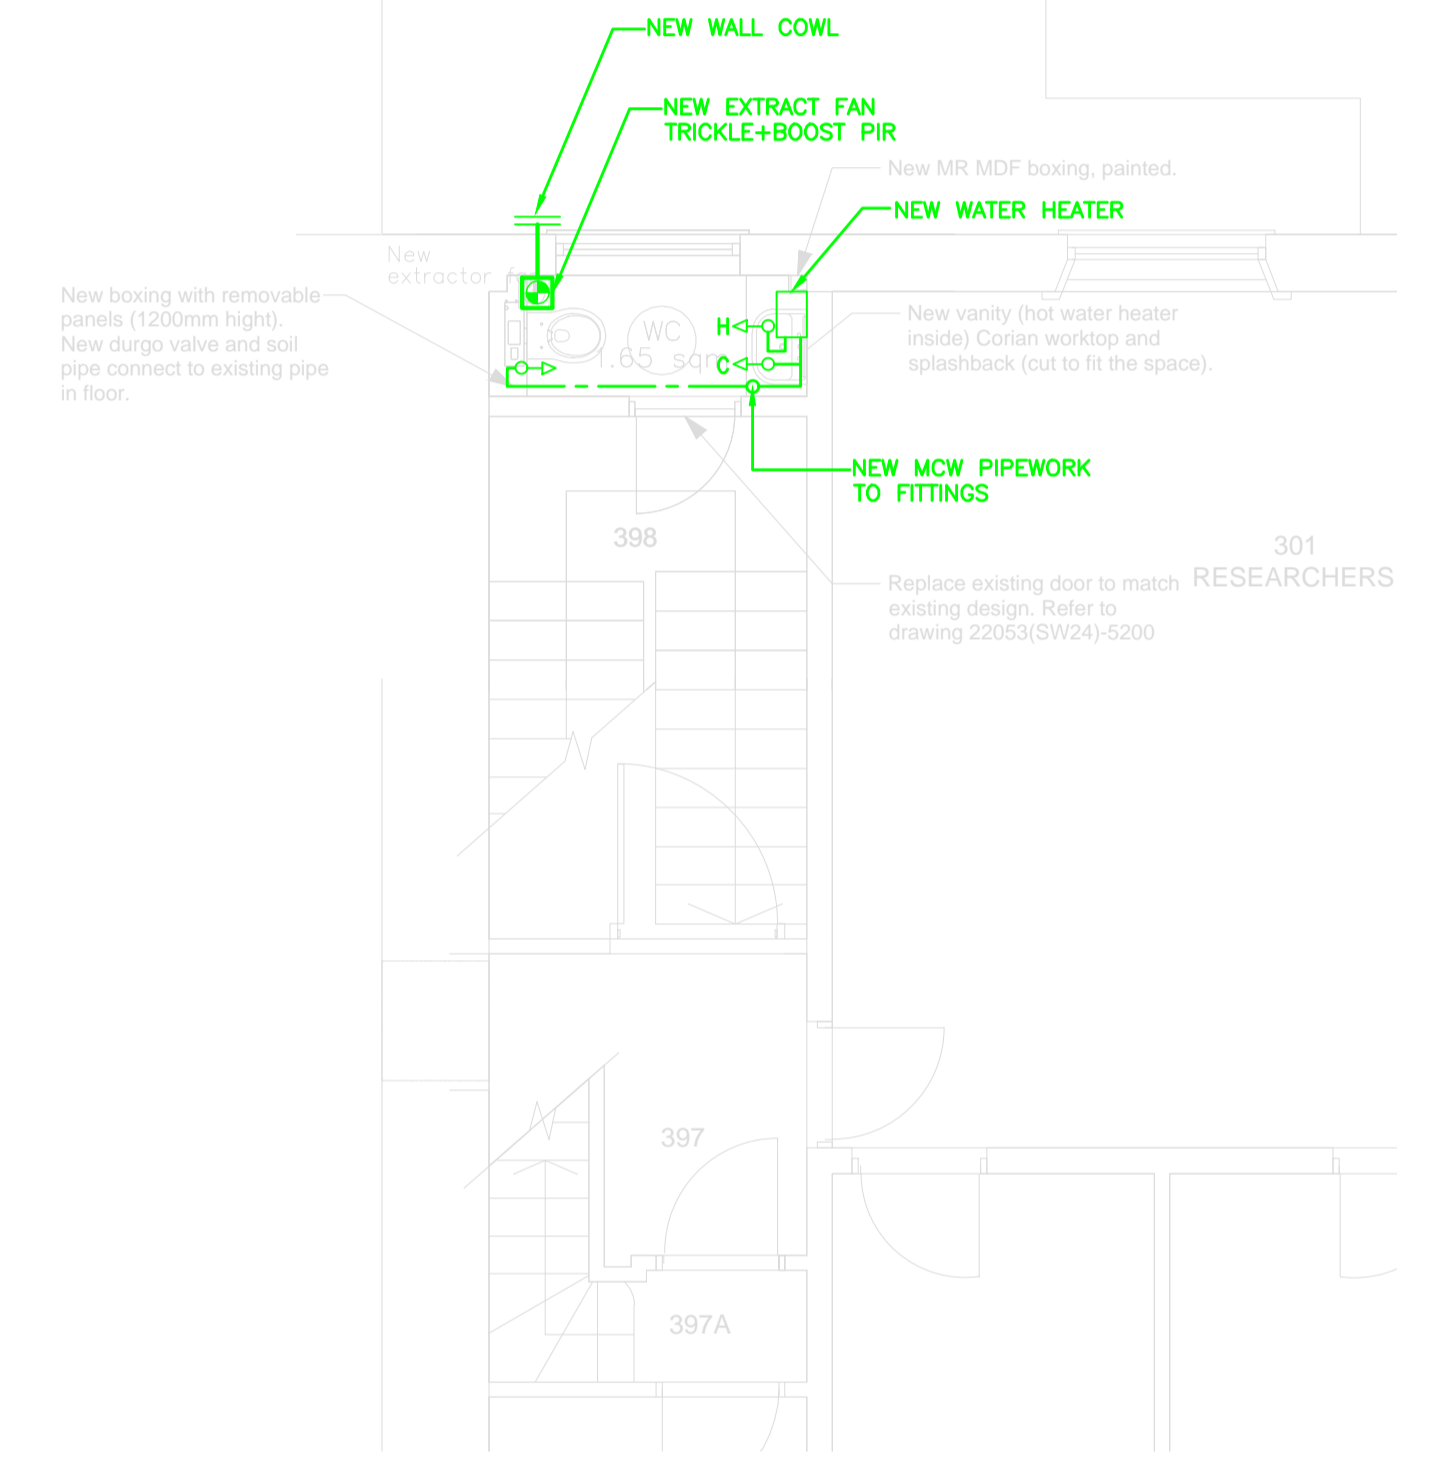 NEW WALL COWL
NEW EXTRACT FAN
TRICKLE+BOOST PIR
New MR MDF boxing, painted.
NEW WATER HEATER
New
extractor
New boxing with removable
panels (1200mm hight).
New durgo valve and soil
pipe connect to existing pipe
in floor.
New vanity (hot water heater
inside) Corian worktop and
splashback (cut to fit the space).
WC
1.65 sqm
H
C
NEW MCW PIPEWORK
TO FITTINGS
398
301
RESEARCHERS
Replace existing door to match
existing design. Refer to
drawing 22053(SW24)-5200
397
397A